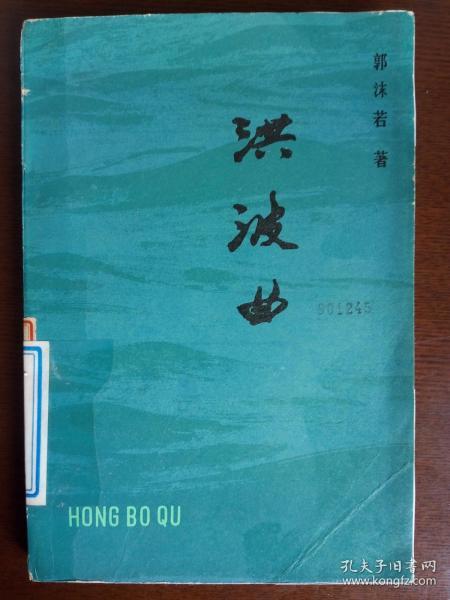 郭沫若 著
洪波曲
901245
HONG BO QU
孔夫子旧书网
www.kongfz.com